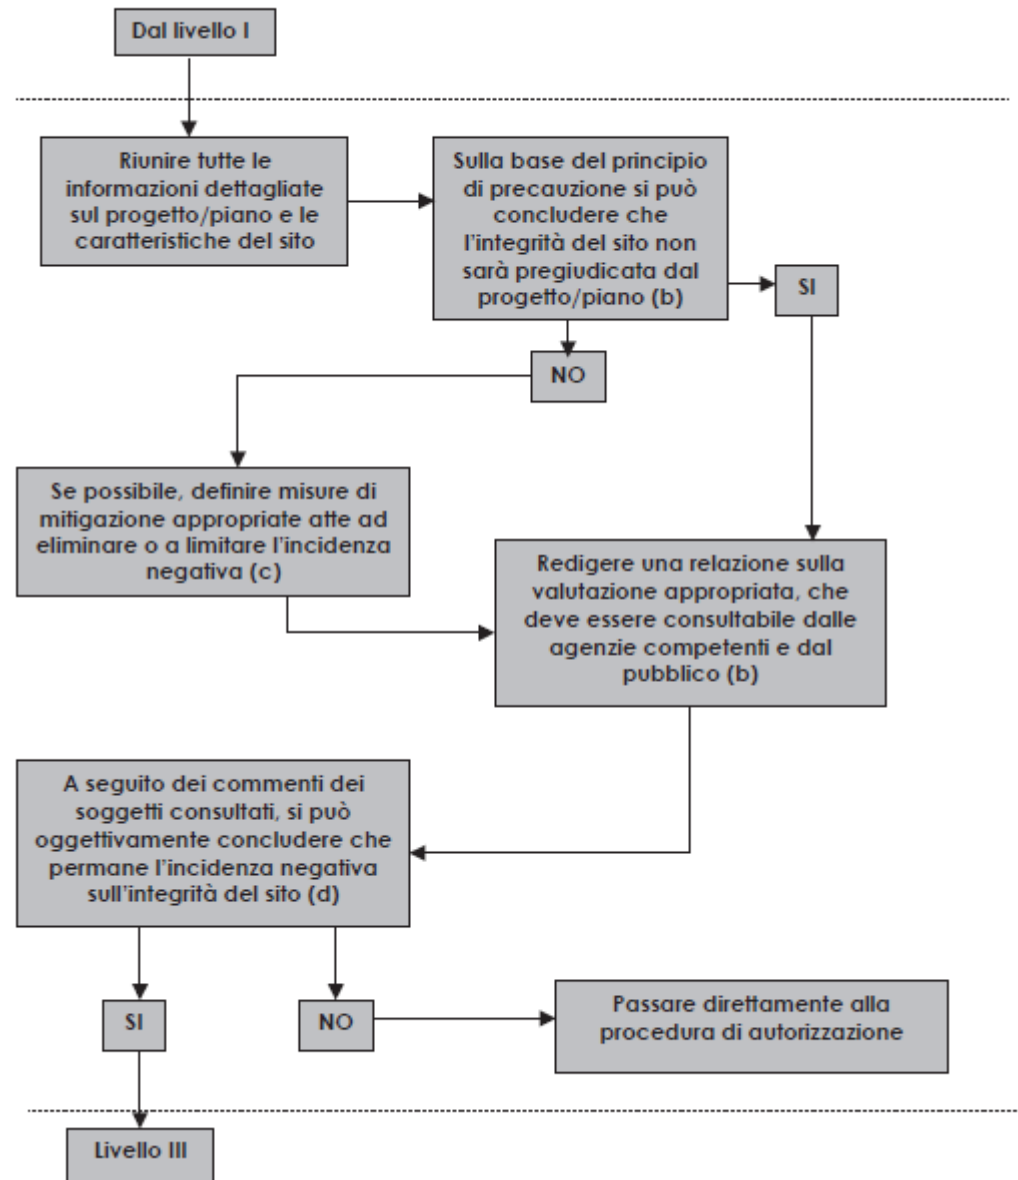 Dal livello I
Riunire tutte le
informazioni dettagliate
sul progetto/piano e le
caratteristiche del sito
Sulla base del principio
di precauzione si può
concludere che
l'integrità del sito non
sarà pregiudicata dal
progetto/piano (b)
SI
NO
Se possibile, definire misure di
mitigazione appropriate atte ad
eliminare o a limitare l'incidenza
negativa (c)
Redigere una relazione sulla
valutazione appropriata, che
deve essere consultabile dalle
agenzie competenti e dal
pubblico (b)
A seguito dei commenti dei
soggetti consultati, si può
oggettivamente concludere che
permane l'incidenza negativa
sull'integrità del sito (d)
SI
NO
Passare direttamente alla
procedura di autorizzazione
Livello III